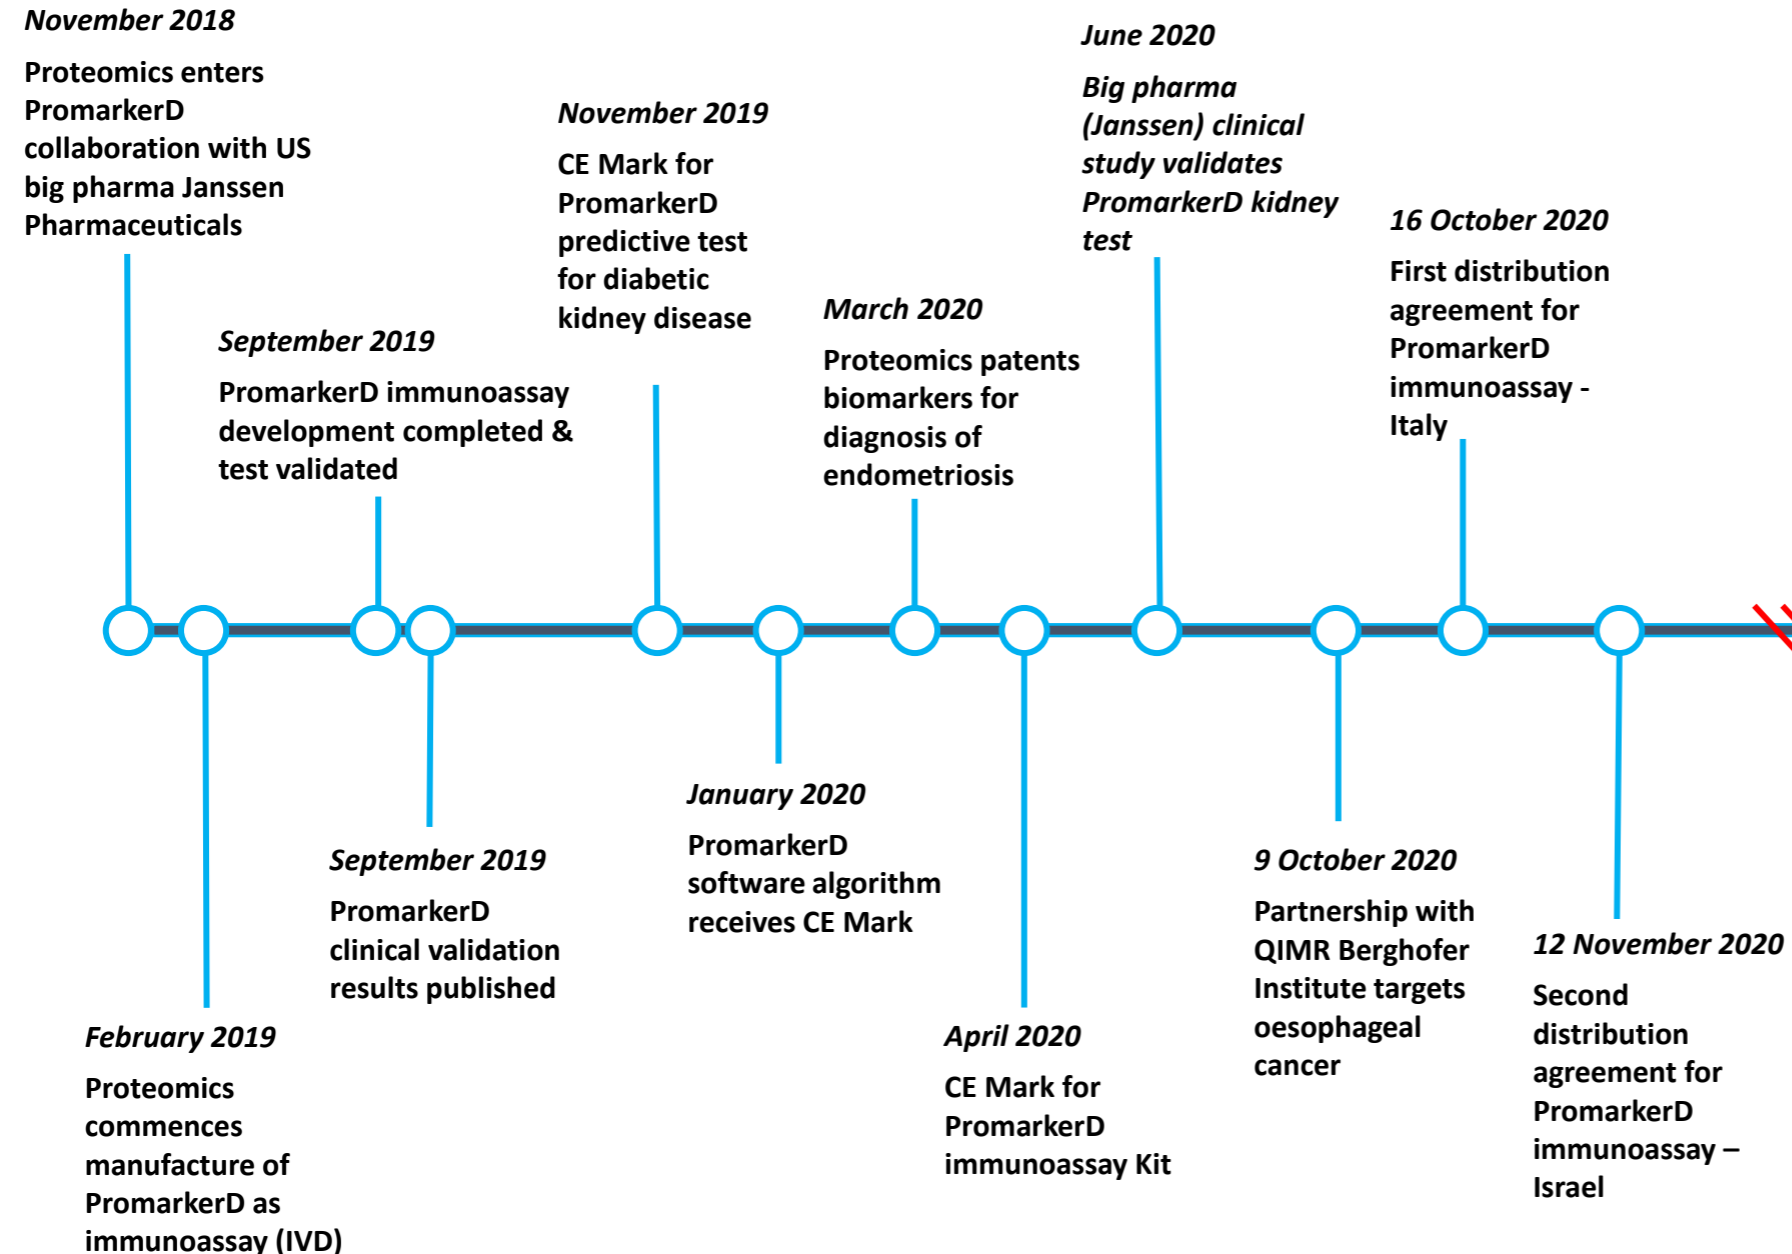 November 2018
Proteomics enters
PromarkerD
collaboration with US
big pharma Janssen
Pharmaceuticals
February 2019
Proteomics
commences
manufacture of
PromarkerD as
immunoassay (IVD)
September 2019
PromarkerD immunoassay
development completed &
test validated
September 2019
PromarkerD
clinical validation
results published
November 2019
CE Mark for
PromarkerD
predictive test
for diabetic
kidney disease
January 2020
PromarkerD
software algorithm
receives CE Mark
March 2020
Proteomics patents
biomarkers for
diagnosis of
endometriosis
April 2020
CE Mark for
PromarkerD
immunoassay Kit
June 2020
Big pharma
(Janssen) clinical
study validates
PromarkerD kidney
test
9 October 2020
Partnership with
QIMR Berghofer
Institute targets
oesophageal
cancer
16 October 2020
First distribution
agreement for
PromarkerD
immunoassay -
Italy
12 November 2020
Second
distribution
agreement for
PromarkerD
immunoassay –
Israel